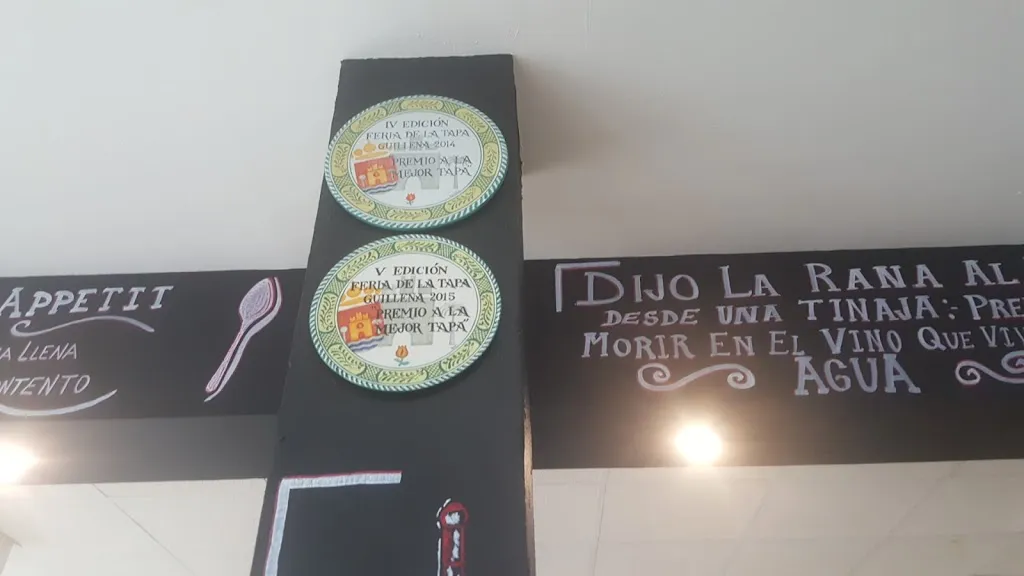 IV EDICIÓN
FERIA DE LA TAPA
GUILLENA 2014
PREMIO A LA
MEJOR TAPA
V EDICIÓN
FERIA DE LA TAPA
GUILLENA 2015
PREMIO A LA
MEJOR TAPA
APPETIT
LLENA
DIJO LA RANA AL
DESDE UNA TINAJA:
MORIR EN EL VINO QUE
AGUA